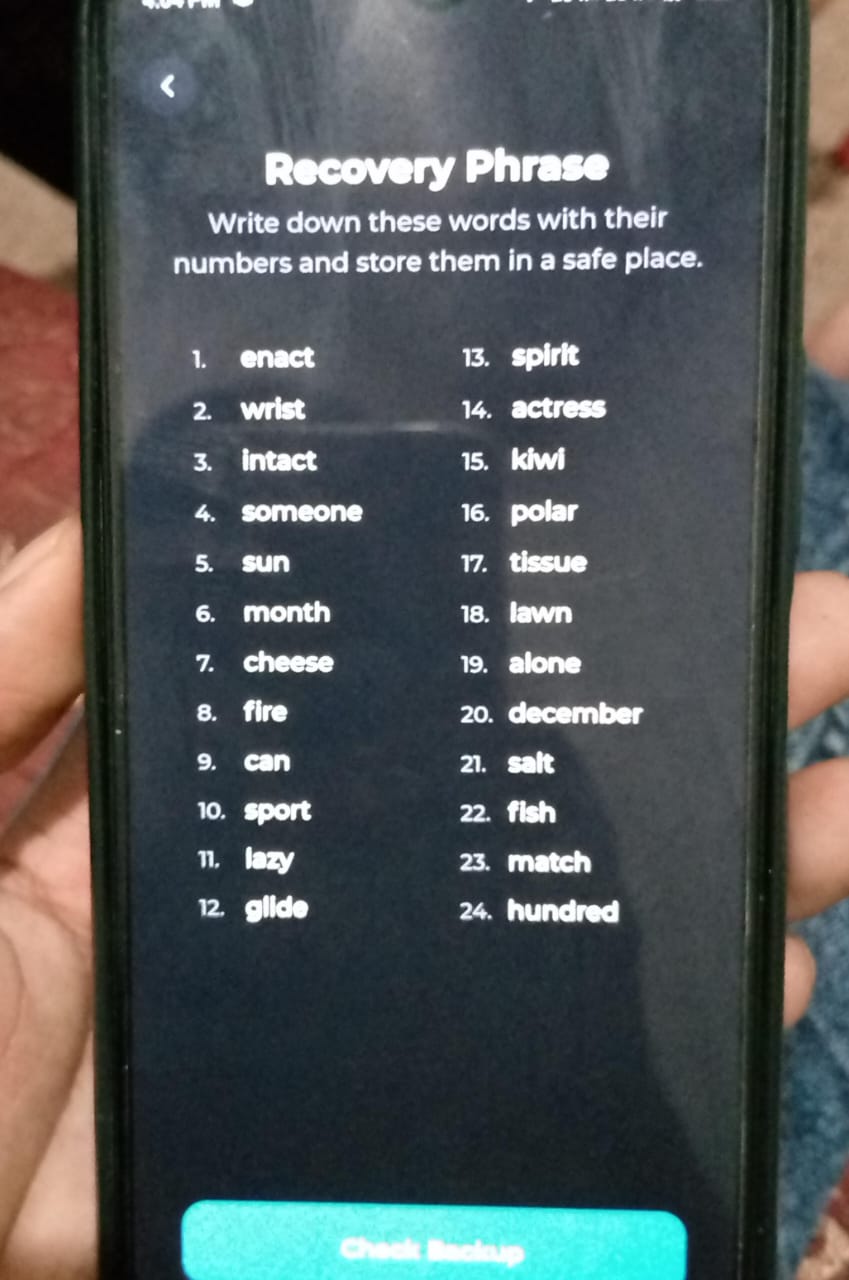 Recovery Phrase
Write down these words with their
numbers and store them in a safe place.
1. enact
2. wrist
3. intact
4. someone
5. sun
6. month
7. cheese
8. fire
9. can
10. sport
11. lazy
12. glide
13. spirit
14. actress
15. kiwi
16. polar
17. tissue
18. lawn
19. alone
20. december
21. salt
22. fish
23. match
24. hundred
Check Backup